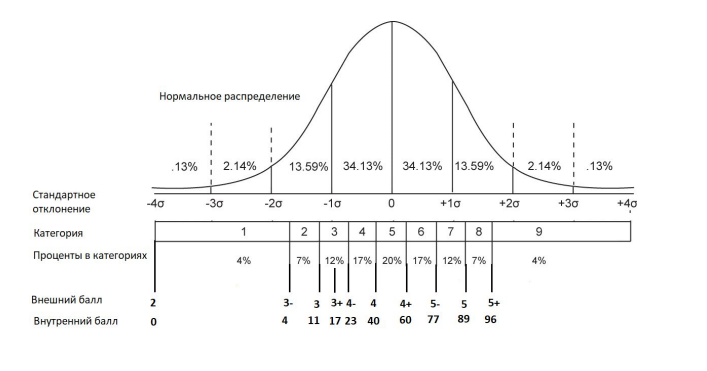 Нормальное распределение
.13% 2.14% 13.59% 34.13% 34.13% 13.59% 2.14% .13%
Стандартное отклонение
-4σ -3σ -2σ -1σ 0 +1σ +2σ +3σ +4σ
Категория 1 2 3 4 5 6 7 8 9
Проценты в категориях 4% 7% 12% 17% 20% 17% 12% 7% 4%
Внешний балл 2 3- 3 3+ 4- 4 4+ 5- 5 5+
Внутренний балл 0 4 11 17 23 40 60 77 89 96